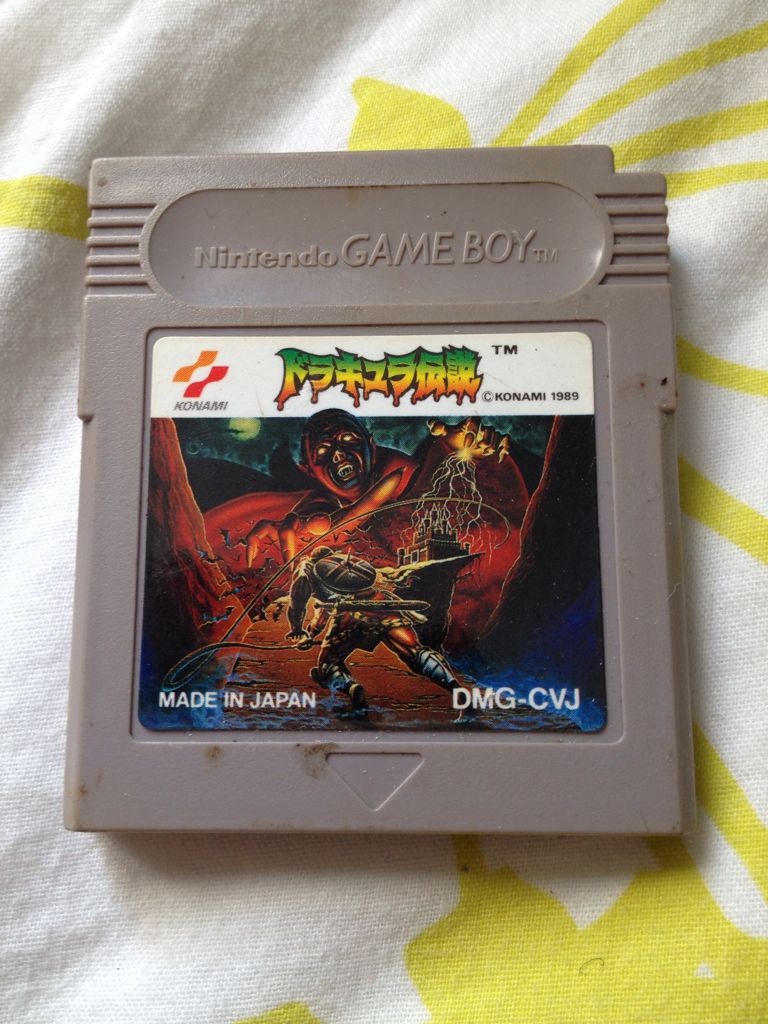 Nintendo GAME BOY TM
KONAMI
ドラキュラ伝説 TM
©KONAMI 1989
MADE IN JAPAN
DMG-CVJ